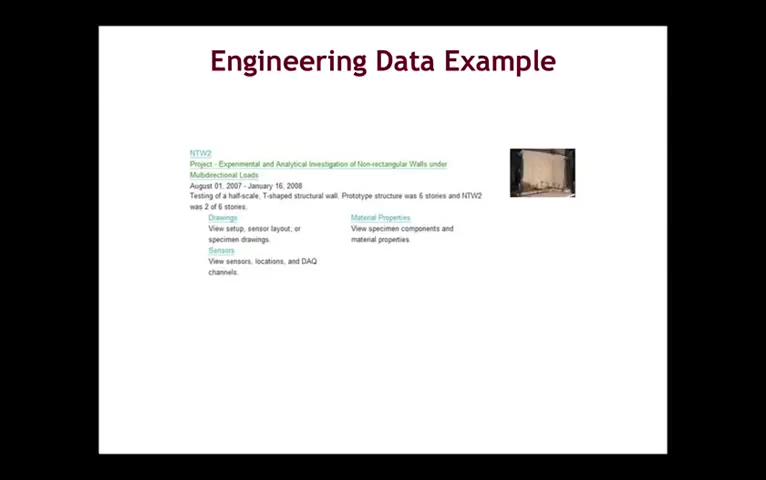 Engineering Data Example
NTW2
Project - Experimental and Analytical Investigation of Non-rectangular Walls under
Multidirectional Loads
August 01, 2007 - January 16, 2008
Testing of a half-scale, T-shaped structural wall. Prototype structure was 6 stories and NTW2
was 2 of 6 stories.
Drawings
View setup, sensor layout, or
specimen drawings.
Material Properties
View specimen components and
material properties.
Sensors
View sensors, locations, and DAQ
channels.